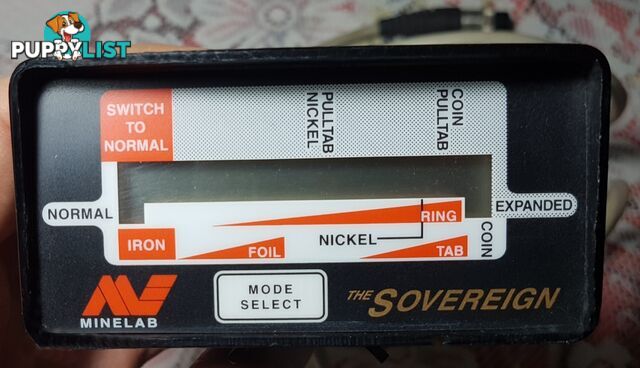 PUPPYLIST
SWITCH
TO
NORMAL
PULLTAB
NICKEL
COIN
PULLTAB
NORMAL
EXPANDED
RING
IRON
FOIL
NICKEL
TAB
COIN
MINELAB
MODE
SELECT
THE SOVEREIGN